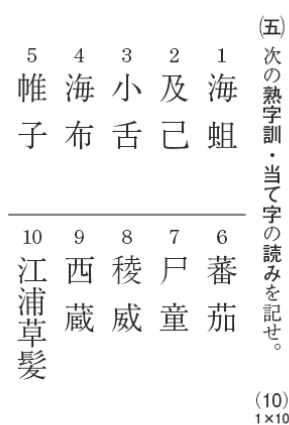 ㈤ 次の熟字訓・当て字の読みを記せ。
(10)
1×10
1 海蛆
2 及己
3 小舌
4 海布
5 帷子
6 蕃茄
7 尸童
8 稜威
9 西蔵
10 江浦草髪